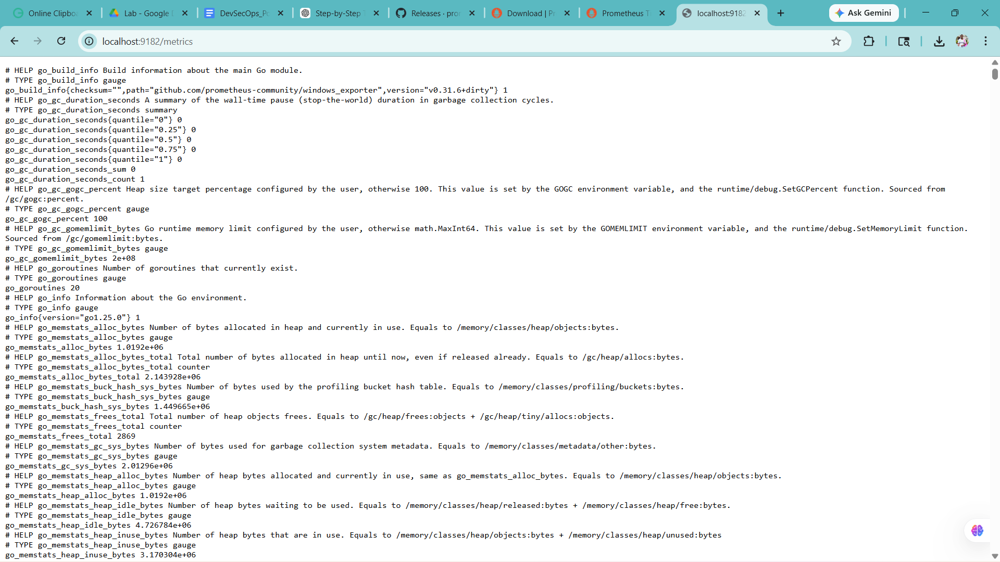 Online Clipboa
Lab - Google D
DevSecOps_Po
Step-by-Step T
Releases · pror
Download | Pr
Prometheus Ti
localhost:9182
Ask Gemini
localhost:9182/metrics
# HELP go_build_info Build information about the main Go module.
# TYPE go_build_info gauge
go_build_info{checksum="",path="github.com/prometheus-community/windows_exporter",version="v0.31.6+dirty"} 1
# HELP go_gc_duration_seconds A summary of the wall-time pause (stop-the-world) duration in garbage collection cycles.
# TYPE go_gc_duration_seconds summary
go_gc_duration_seconds{quantile="0"} 0
go_gc_duration_seconds{quantile="0.25"} 0
go_gc_duration_seconds{quantile="0.5"} 0
go_gc_duration_seconds{quantile="0.75"} 0
go_gc_duration_seconds{quantile="1"} 0
go_gc_duration_seconds_sum 0
go_gc_duration_seconds_count 1
# HELP go_gc_gogc_percent Heap size target percentage configured by the user, otherwise 100. This value is set by the GOGC environment variable, and the runtime/debug.SetGCPercent function. Sourced from
/gc/gogc:percent.
# TYPE go_gc_gogc_percent gauge
go_gc_gogc_percent 100
# HELP go_gc_gomemlimit_bytes Go runtime memory limit configured by the user, otherwise math.MaxInt64. This value is set by the GOMEMLIMIT environment variable, and the runtime/debug.SetMemoryLimit function.
Sourced from /gc/gomemlimit:bytes.
# TYPE go_gc_gomemlimit_bytes gauge
go_gc_gomemlimit_bytes 2e+08
# HELP go_goroutines Number of goroutines that currently exist.
# TYPE go_goroutines gauge
go_goroutines 20
# HELP go_info Information about the Go environment.
# TYPE go_info gauge
go_info{version="go1.25.0"} 1
# HELP go_memstats_alloc_bytes Number of bytes allocated in heap and currently in use. Equals to /memory/classes/heap/objects:bytes.
# TYPE go_memstats_alloc_bytes gauge
go_memstats_alloc_bytes 1.0192e+06
# HELP go_memstats_alloc_bytes_total Total number of bytes allocated in heap until now, even if released already. Equals to /gc/heap/allocs:bytes.
# TYPE go_memstats_alloc_bytes_total counter
go_memstats_alloc_bytes_total 2.143928e+06
# HELP go_memstats_buck_hash_sys_bytes Number of bytes used by the profiling bucket hash table. Equals to /memory/classes/profiling/buckets:bytes.
# TYPE go_memstats_buck_hash_sys_bytes gauge
go_memstats_buck_hash_sys_bytes 1.449665e+06
# HELP go_memstats_frees_total Total number of heap objects frees. Equals to /gc/heap/frees:objects + /gc/heap/tiny/allocs:objects.
# TYPE go_memstats_frees_total counter
go_memstats_frees_total 2869
# HELP go_memstats_gc_sys_bytes Number of bytes used for garbage collection system metadata. Equals to /memory/classes/metadata/other:bytes.
# TYPE go_memstats_gc_sys_bytes gauge
go_memstats_gc_sys_bytes 2.01296e+06
# HELP go_memstats_heap_alloc_bytes Number of heap bytes allocated and currently in use, same as go_memstats_alloc_bytes. Equals to /memory/classes/heap/objects:bytes.
# TYPE go_memstats_heap_alloc_bytes gauge
go_memstats_heap_alloc_bytes 1.0192e+06
# HELP go_memstats_heap_idle_bytes Number of heap bytes waiting to be used. Equals to /memory/classes/heap/released:bytes + /memory/classes/heap/free:bytes.
# TYPE go_memstats_heap_idle_bytes gauge
go_memstats_heap_idle_bytes 4.726784e+06
# HELP go_memstats_heap_inuse_bytes Number of heap bytes that are in use. Equals to /memory/classes/heap/objects:bytes + /memory/classes/heap/unused:bytes
# TYPE go_memstats_heap_inuse_bytes gauge
go_memstats_heap_inuse_bytes 3.170304e+06